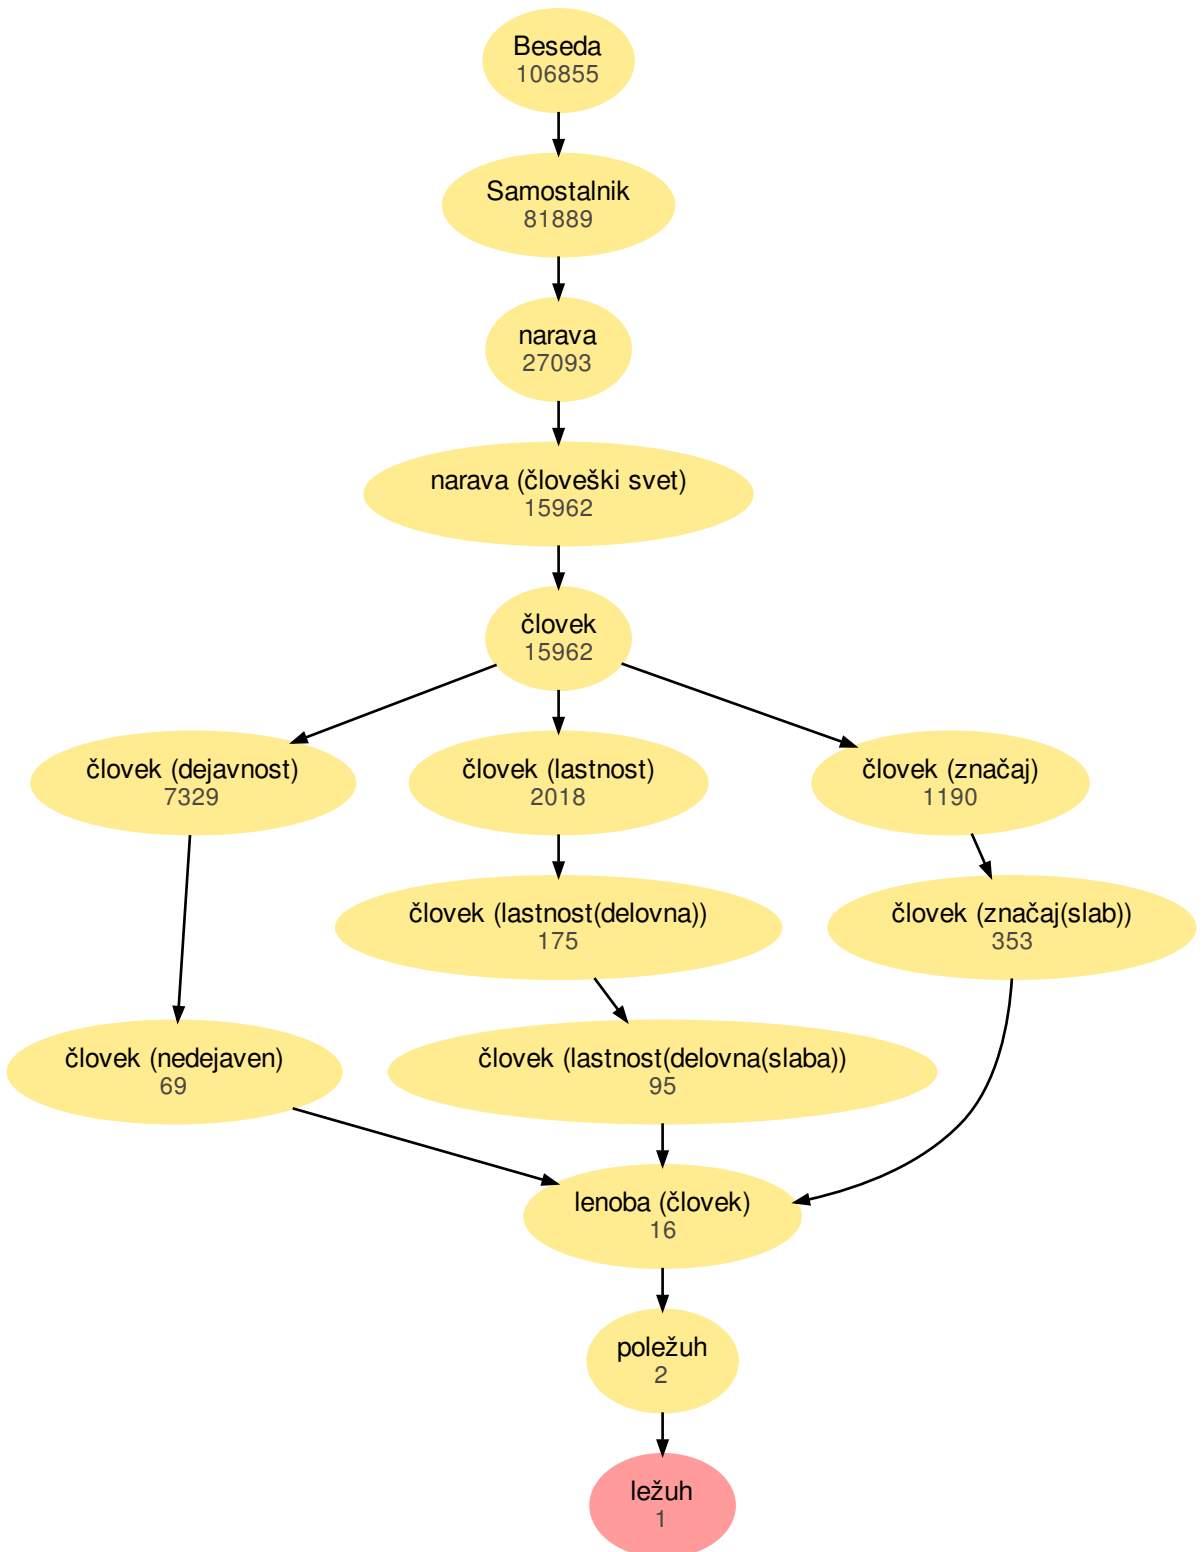 Beseda
106855
Samostalnik
81889
narava
27093
narava (človeški svet)
15962
človek
15962
človek (dejavnost)
7329
človek (lastnost)
2018
človek (značaj)
1190
človek (lastnost(delovna))
175
človek (značaj(slab))
353
človek (nedejaven)
69
človek (lastnost(delovna(slaba))
95
lenoba (človek)
16
poležuh
2
ležuh
1